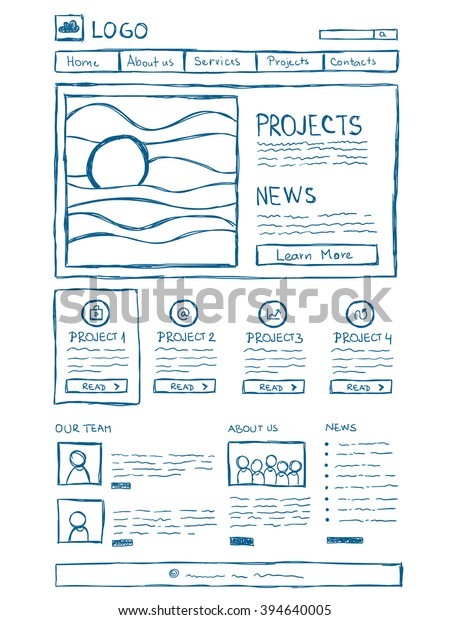 LOGO
a
Home About us Services Projects Contacts
PROJECTS
NEWS
Learn More
@
PROJECT 1 PROJECT 2 PROJECT 3 PROJECT 4
READ > READ > READ > READ >
OUR TEAM ABOUT US NEWS
shutterstock
shutterstock.com · 394640005